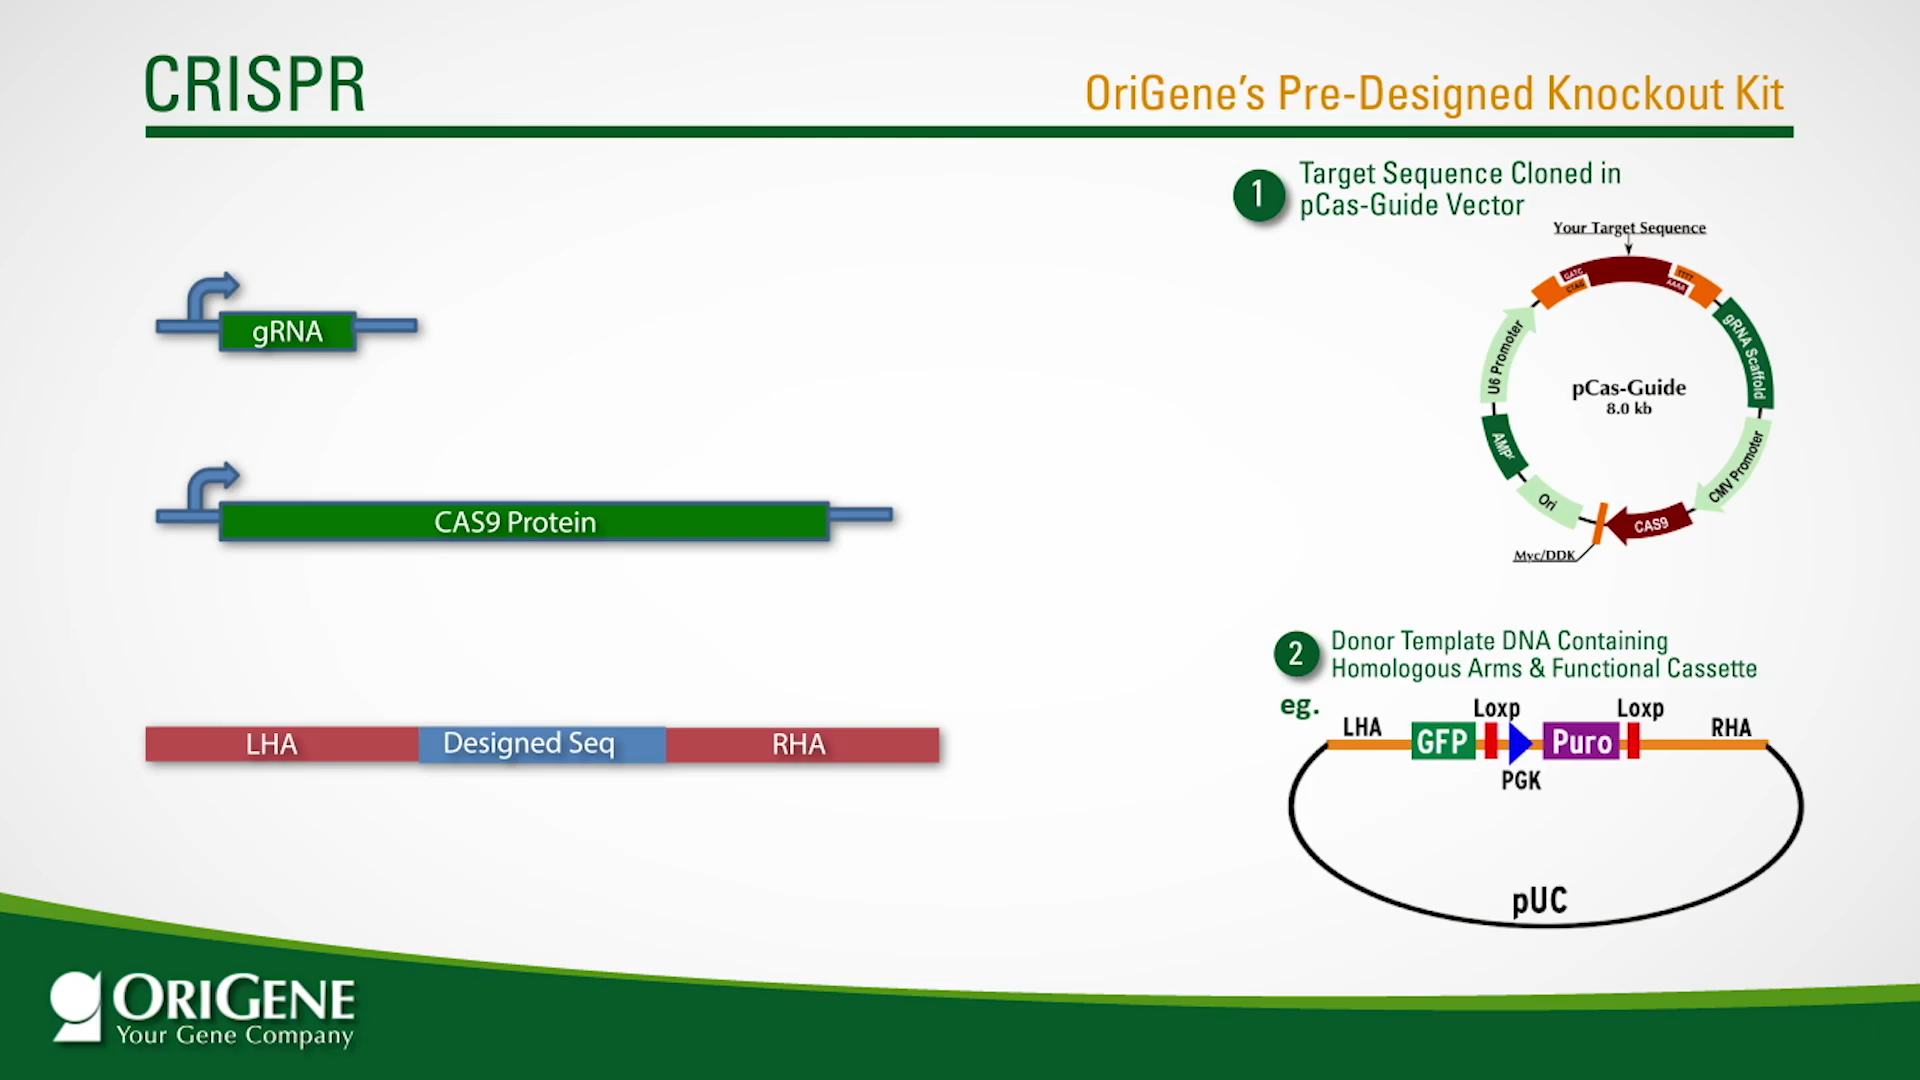 CRISPR
OriGene's Pre-Designed Knockout Kit
1
Target Sequence Cloned in
pCas-Guide Vector
Your Target Sequence
GATC
CTAG
TTTT
AAAA
U6 Promoter
gRNA Scaffold
pCas-Guide
8.0 kb
AMPr
CMV Promoter
Ori
CAS9
Myc/DDK
gRNA
CAS9 Protein
LHA
Designed Seq
RHA
2
Donor Template DNA Containing
Homologous Arms & Functional Cassette
eg.
Loxp
Loxp
LHA
RHA
GFP
Puro
PGK
pUC
ORIGENE
Your Gene Company